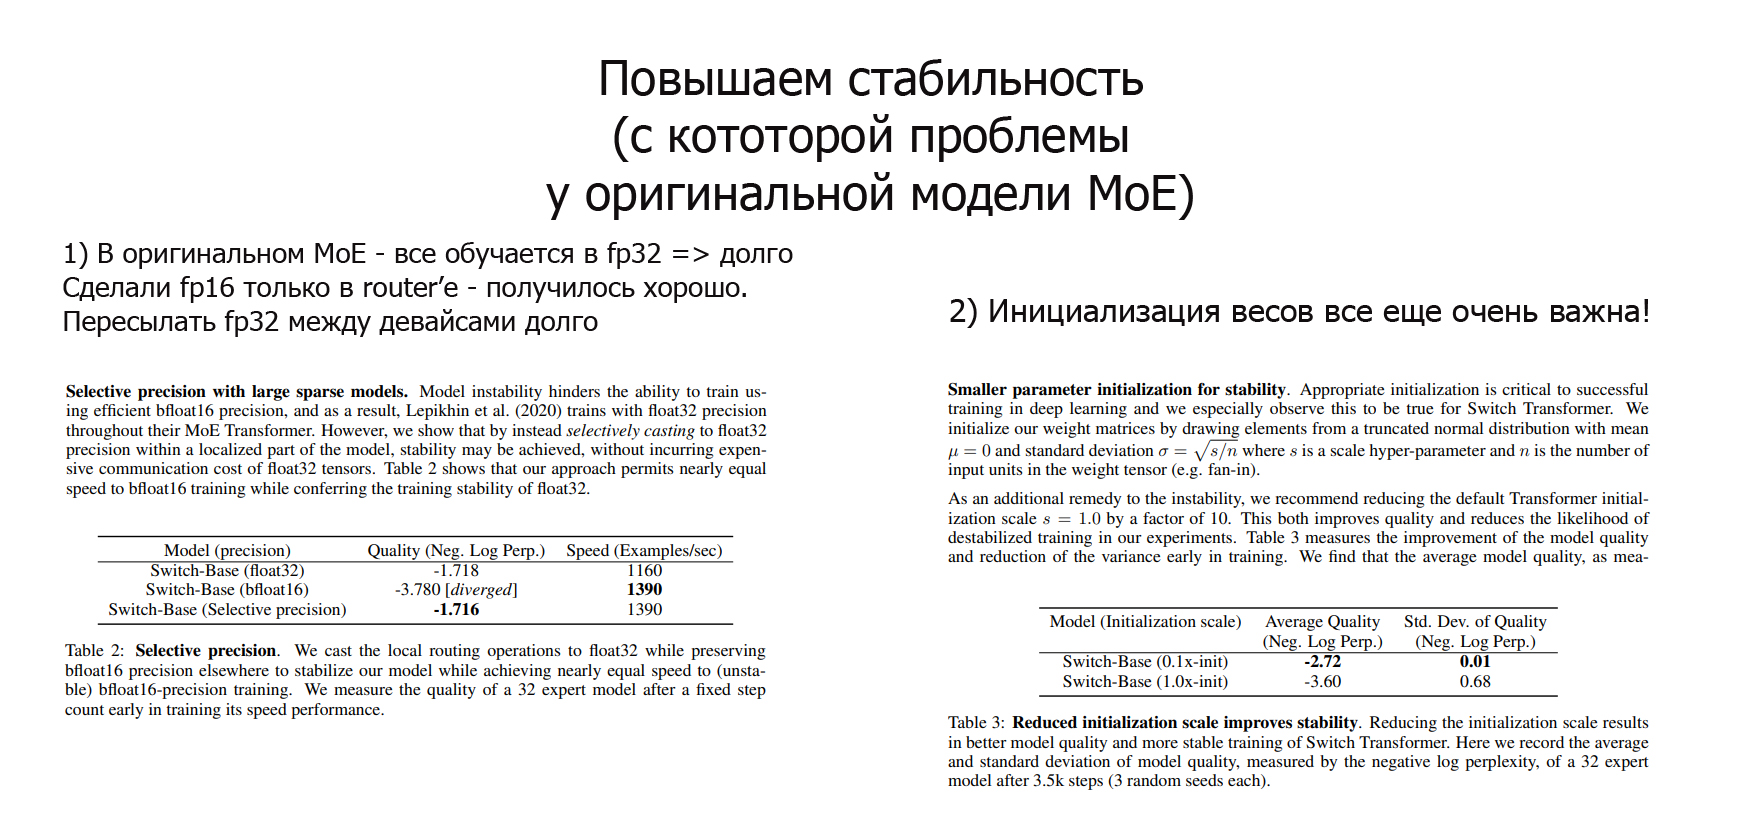 Повышаем стабильность
(с кототорой проблемы
у оригинальной модели MoE)
1) В оригинальном MoE - все обучается в fp32 => долго
Сделали fp16 только в router’е - получилось хорошо.
Пересылать fp32 между девайсами долго
Selective precision with large sparse models. Model instability hinders the ability to train us-
ing efficient bfloat16 precision, and as a result, Lepikhin et al. (2020) trains with float32 precision
throughout their MoE Transformer. However, we show that by instead selectively casting to float32
precision within a localized part of the model, stability may be achieved, without incurring expen-
sive communication cost of float32 tensors. Table 2 shows that our approach permits nearly equal
speed to bfloat16 training while conferring the training stability of float32.
Model (precision) Quality (Neg. Log Perp.) Speed (Examples/sec)
Switch-Base (float32) -1.718 1160
Switch-Base (bfloat16) -3.780 [diverged] 1390
Switch-Base (Selective precision) -1.716 1390
Table 2: Selective precision. We cast the local routing operations to float32 while preserving
bfloat16 precision elsewhere to stabilize our model while achieving nearly equal speed to (unsta-
ble) bfloat16-precision training. We measure the quality of a 32 expert model after a fixed step
count early in training its speed performance.
2) Инициализация весов все еще очень важна!
Smaller parameter initialization for stability. Appropriate initialization is critical to successful
training in deep learning and we especially observe this to be true for Switch Transformer. We
initialize our weight matrices by drawing elements from a truncated normal distribution with mean
μ = 0 and standard deviation σ = √s/n where s is a scale hyper-parameter and n is the number of
input units in the weight tensor (e.g. fan-in).
As an additional remedy to the instability, we recommend reducing the default Transformer initial-
ization scale s = 1.0 by a factor of 10. This both improves quality and reduces the likelihood of
destabilized training in our experiments. Table 3 measures the improvement of the model quality
and reduction of the variance early in training. We find that the average model quality, as mea-
Model (Initialization scale) Average Quality Std. Dev. of Quality
(Neg. Log Perp.) (Neg. Log Perp.)
Switch-Base (0.1x-init) -2.72 0.01
Switch-Base (1.0x-init) -3.60 0.68
Table 3: Reduced initialization scale improves stability. Reducing the initialization scale results
in better model quality and more stable training of Switch Transformer. Here we record the average
and standard deviation of model quality, measured by the negative log perplexity, of a 32 expert
model after 3.5k steps (3 random seeds each).